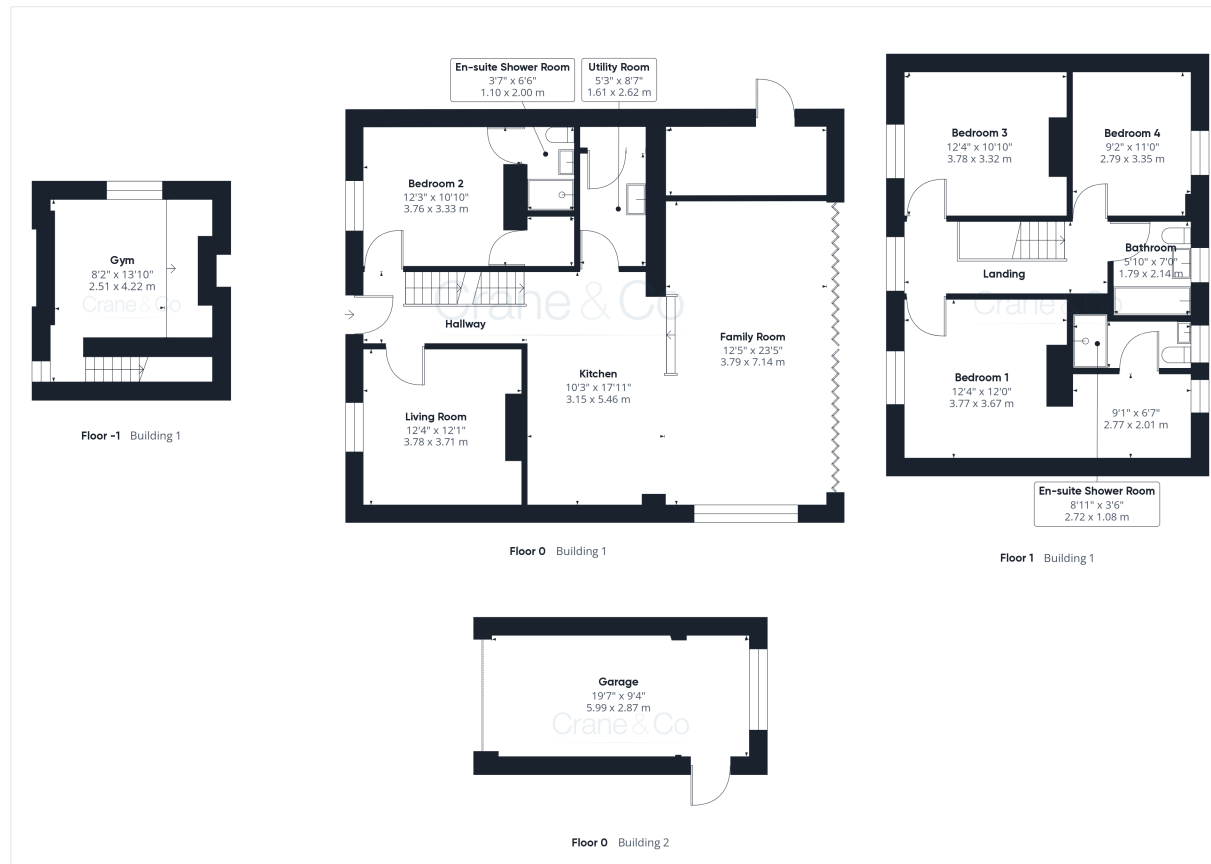 En-suite Shower Room
3'7" x 6'6"
1.10 x 2.00 m
Utility Room
5'3" x 8'7"
1.61 x 2.62 m
Bedroom 2
12'3" x 10'10"
3.76 x 3.33 m
Bedroom 3
12'4" x 10'10"
3.78 x 3.32 m
Bedroom 4
9'2" x 11'0"
2.79 x 3.35 m
Gym
8'2" x 13'10"
2.51 x 4.22 m
Crane & Co
Bathroom
5'10" x 7'0"
1.79 x 2.14 m
Landing
Crane & Co
Crane & Co
Hallway
Family Room
12'5" x 23'5"
3.79 x 7.14 m
Kitchen
10'3" x 17'11"
3.15 x 5.46 m
Living Room
12'4" x 12'1"
3.78 x 3.71 m
Bedroom 1
12'4" x 12'0"
3.77 x 3.67 m
9'1" x 6'7"
2.77 x 2.01 m
Floor -1 Building 1
En-suite Shower Room
8'11" x 3'6"
2.72 x 1.08 m
Floor 0 Building 1
Floor 1 Building 1
Garage
19'7" x 9'4"
5.99 x 2.87 m
Crane & Co
Floor 0 Building 2